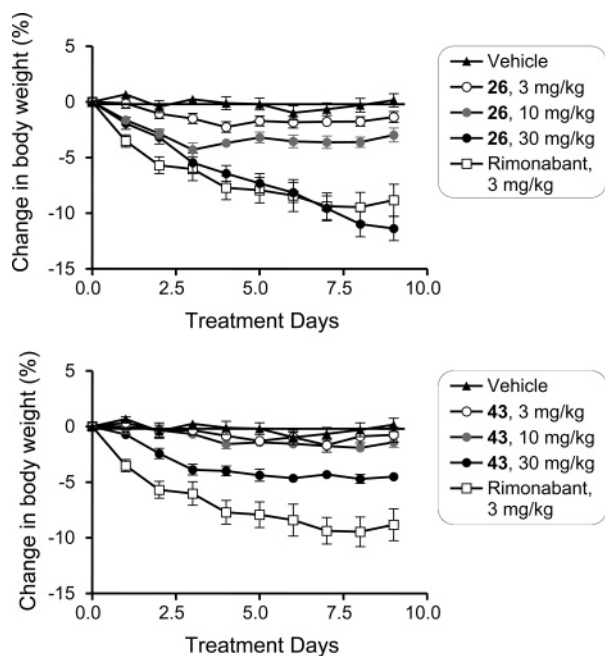 Change in body weight (%)
5
0
-5
-10
-15
0.0
2.5
5.0
7.5
10.0
Treatment Days
Vehicle
26, 3 mg/kg
26, 10 mg/kg
26, 30 mg/kg
Rimonabant,
3 mg/kg
Change in body weight (%)
5
0
-5
-10
-15
0.0
2.5
5.0
7.5
10.0
Treatment Days
Vehicle
43, 3 mg/kg
43, 10 mg/kg
43, 30 mg/kg
Rimonabant,
3 mg/kg